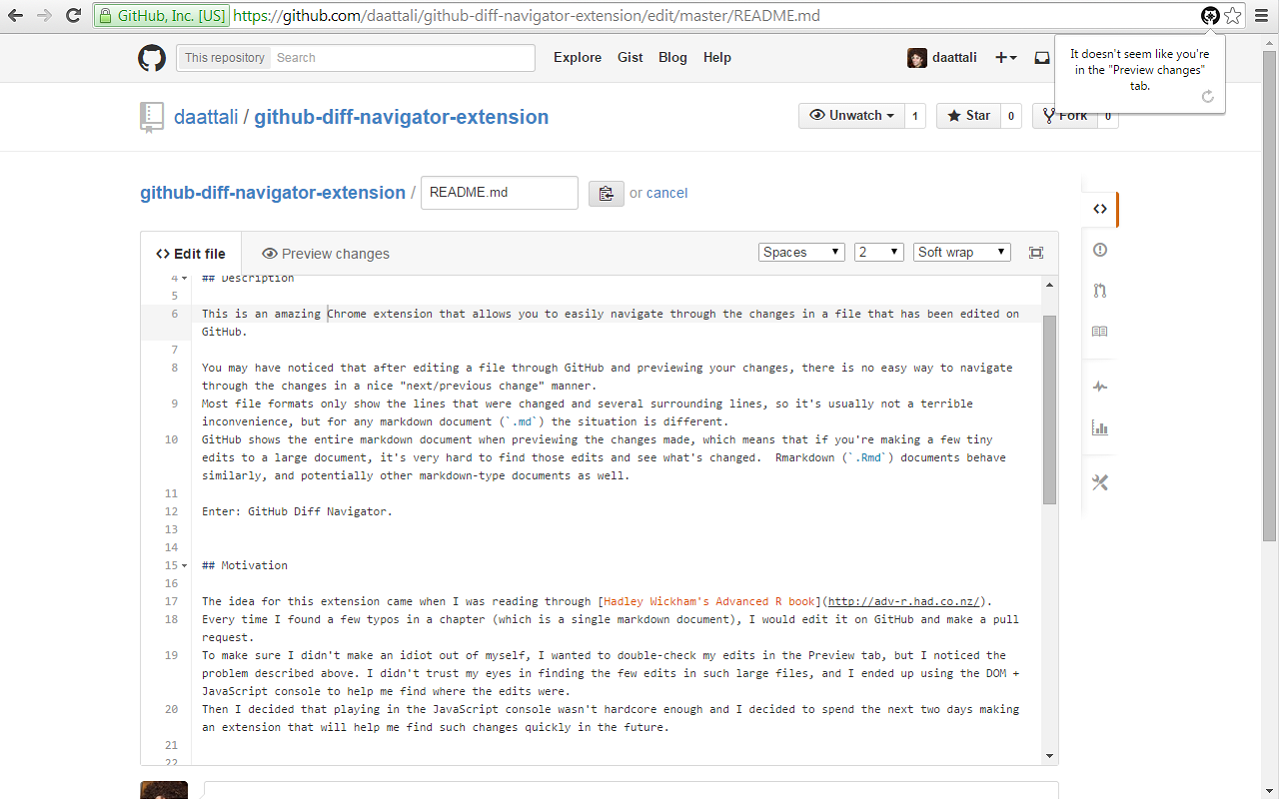 GitHub, Inc. [US] https://github.com/daattali/github-diff-navigator-extension/edit/master/README.md
This repository Search Explore Gist Blog Help daattali
It doesn't seem like you're
in the "Preview changes"
tab.
daattali / github-diff-navigator-extension
Unwatch 1 Star 0 Fork 0
github-diff-navigator-extension / README.md or cancel
<> Edit file Preview changes Spaces 2 Soft wrap
4 ## Description
5
6 This is an amazing Chrome extension that allows you to easily navigate through the changes in a file that has been edited on
GitHub.
7
8 You may have noticed that after editing a file through GitHub and previewing your changes, there is no easy way to navigate
through the changes in a nice "next/previous change" manner.
9 Most file formats only show the lines that were changed and several surrounding lines, so it's usually not a terrible
inconvenience, but for any markdown document (`.md`) the situation is different.
10 GitHub shows the entire markdown document when previewing the changes made, which means that if you're making a few tiny
edits to a large document, it's very hard to find those edits and see what's changed.  Rmarkdown (`.Rmd`) documents behave
similarly, and potentially other markdown-type documents as well.
11
12 Enter: GitHub Diff Navigator.
13
14
15 ## Motivation
16
17 The idea for this extension came when I was reading through [Hadley Wickham's Advanced R book](http://adv-r.had.co.nz/).
18 Every time I found a few typos in a chapter (which is a single markdown document), I would edit it on GitHub and make a pull
request.
19 To make sure I didn't make an idiot out of myself, I wanted to double-check my edits in the Preview tab, but I noticed the
problem described above. I didn't trust my eyes in finding the few edits in such large files, and I ended up using the DOM +
JavaScript console to help me find where the edits were.
20 Then I decided that playing in the JavaScript console wasn't hardcore enough and I decided to spend the next two days making
an extension that will help me find such changes quickly in the future.
21
22